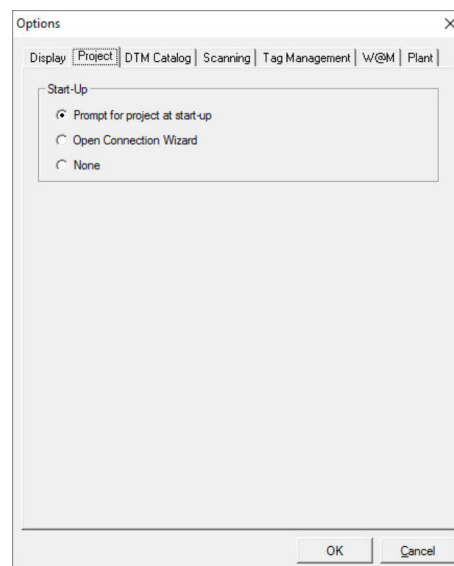 Options
Display Project DTM Catalog Scanning Tag Management W@M Plant
Start-Up
Prompt for project at start-up
Open Connection Wizard
None
OK Cancel